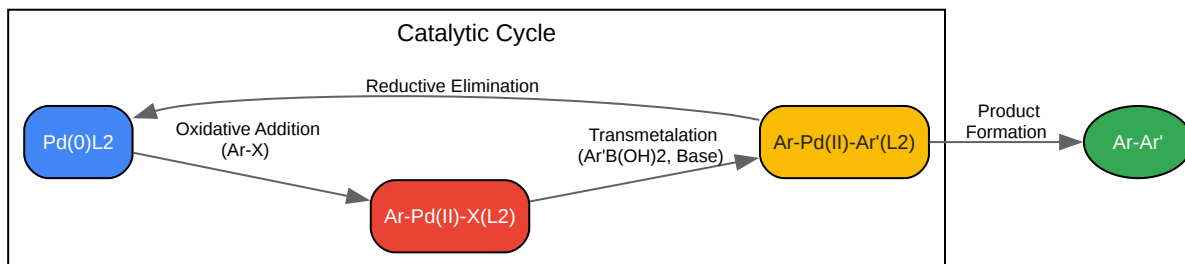 Catalytic Cycle
Reductive Elimination
Pd(0)L2
Oxidative Addition
(Ar-X)
Ar-Pd(II)-X(L2)
Transmetalation
(Ar'B(OH)2, Base)
Ar-Pd(II)-Ar'(L2)
Product
Formation
Ar-Ar'